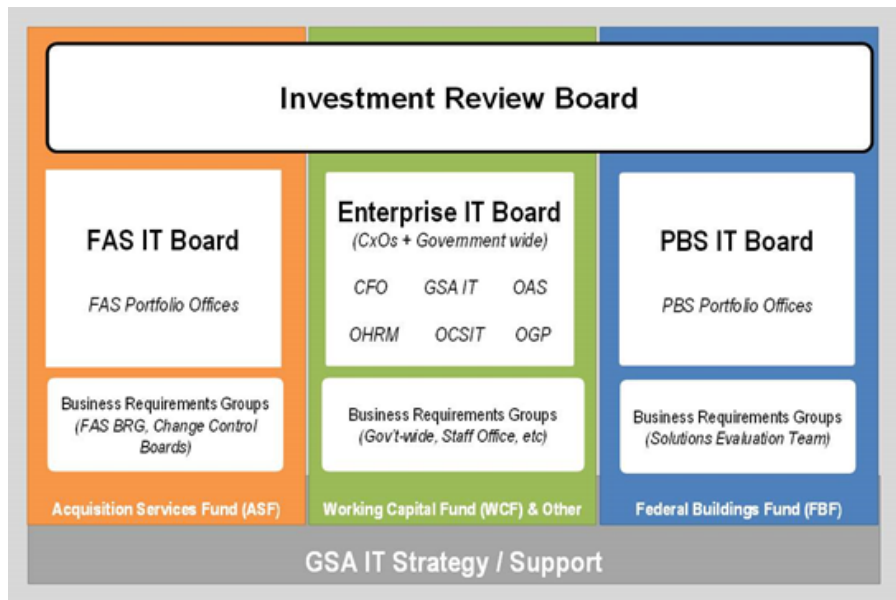 Investment Review Board
FAS IT Board
FAS Portfolio Offices
Enterprise IT Board
(CxOs + Government wide)
CFO GSA IT OAS
OHRM OCSIT OGP
PBS IT Board
PBS Portfolio Offices
Business Requirements Groups
(FAS BRG, Change Control
Boards)
Business Requirements Groups
(Gov't-wide, Staff Office, etc)
Business Requirements Groups
(Solutions Evaluation Team)
Acquisition Services Fund (ASF)
Working Capital Fund (WCF) & Other
Federal Buildings Fund (FBF)
GSA IT Strategy / Support